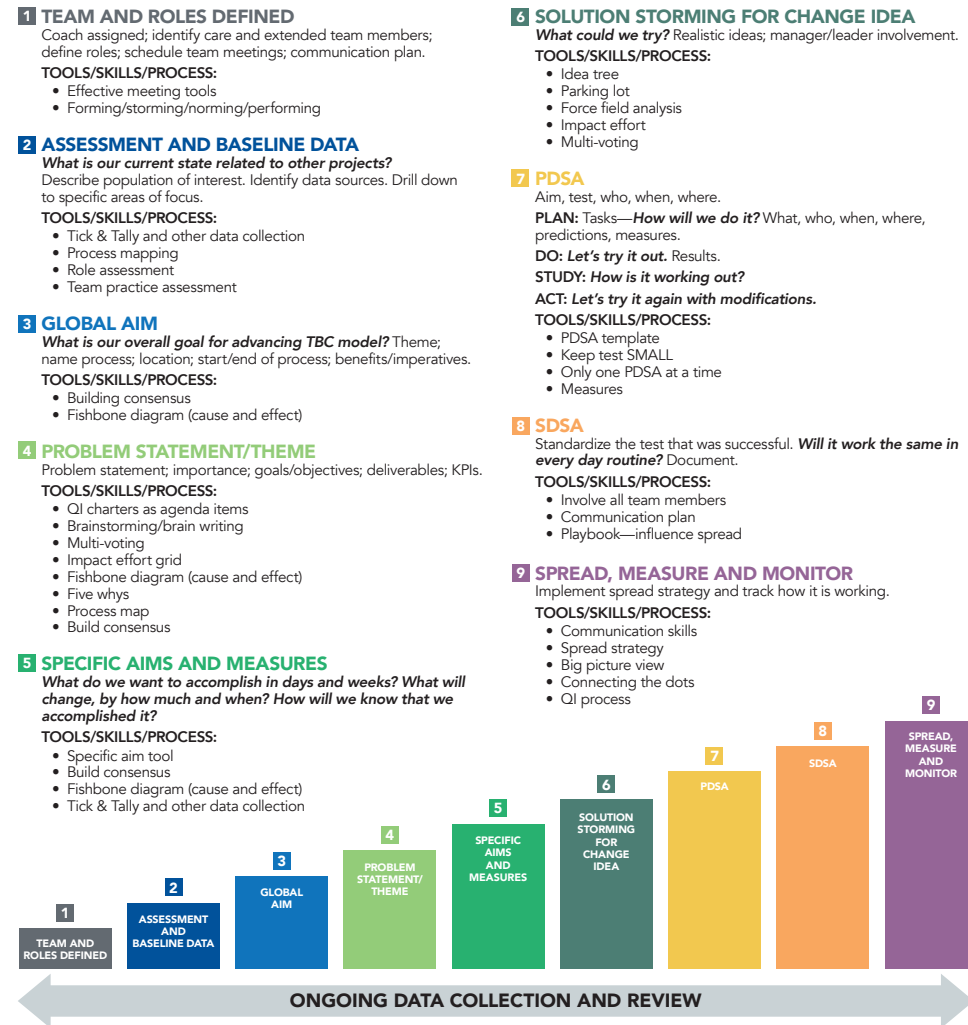 1 TEAM AND ROLES DEFINED
Coach assigned; identify care and extended team members;
define roles; schedule team meetings; communication plan.
TOOLS/SKILLS/PROCESS:
• Effective meeting tools
• Forming/storming/norming/performing
2 ASSESSMENT AND BASELINE DATA
What is our current state related to other projects?
Describe population of interest. Identify data sources. Drill down
to specific areas of focus.
TOOLS/SKILLS/PROCESS:
• Tick & Tally and other data collection
• Process mapping
• Role assessment
• Team practice assessment
3 GLOBAL AIM
What is our overall goal for advancing TBC model? Theme;
name process; location; start/end of process; benefits/imperatives.
TOOLS/SKILLS/PROCESS:
• Building consensus
• Fishbone diagram (cause and effect)
4 PROBLEM STATEMENT/THEME
Problem statement; importance; goals/objectives; deliverables; KPIs.
TOOLS/SKILLS/PROCESS:
• QI charters as agenda items
• Brainstorming/brain writing
• Multi-voting
• Impact effort grid
• Fishbone diagram (cause and effect)
• Five whys
• Process map
• Build consensus
5 SPECIFIC AIMS AND MEASURES
What do we want to accomplish in days and weeks? What will
change, by how much and when? How will we know that we
accomplished it?
TOOLS/SKILLS/PROCESS:
• Specific aim tool
• Build consensus
• Fishbone diagram (cause and effect)
• Tick & Tally and other data collection
6 SOLUTION STORMING FOR CHANGE IDEA
What could we try? Realistic ideas; manager/leader involvement.
TOOLS/SKILLS/PROCESS:
• Idea tree
• Parking lot
• Force field analysis
• Impact effort
• Multi-voting
7 PDSA
Aim, test, who, when, where.
PLAN: Tasks—How will we do it? What, who, when, where,
predictions, measures.
DO: Let's try it out. Results.
STUDY: How is it working out?
ACT: Let's try it again with modifications.
TOOLS/SKILLS/PROCESS:
• PDSA template
• Keep test SMALL
• Only one PDSA at a time
• Measures
8 SDSA
Standardize the test that was successful. Will it work the same in
every day routine? Document.
TOOLS/SKILLS/PROCESS:
• Involve all team members
• Communication plan
• Playbook—influence spread
9 SPREAD, MEASURE AND MONITOR
Implement spread strategy and track how it is working.
TOOLS/SKILLS/PROCESS:
• Communication skills
• Spread strategy
• Big picture view
• Connecting the dots
• QI process
1
TEAM AND
ROLES DEFINED
2
ASSESSMENT
AND
BASELINE DATA
3
GLOBAL
AIM
4
PROBLEM
STATEMENT/
THEME
5
SPECIFIC
AIMS
AND
MEASURES
6
SOLUTION
STORMING
FOR
CHANGE
IDEA
7
PDSA
8
SDSA
9
SPREAD,
MEASURE
AND
MONITOR
ONGOING DATA COLLECTION AND REVIEW